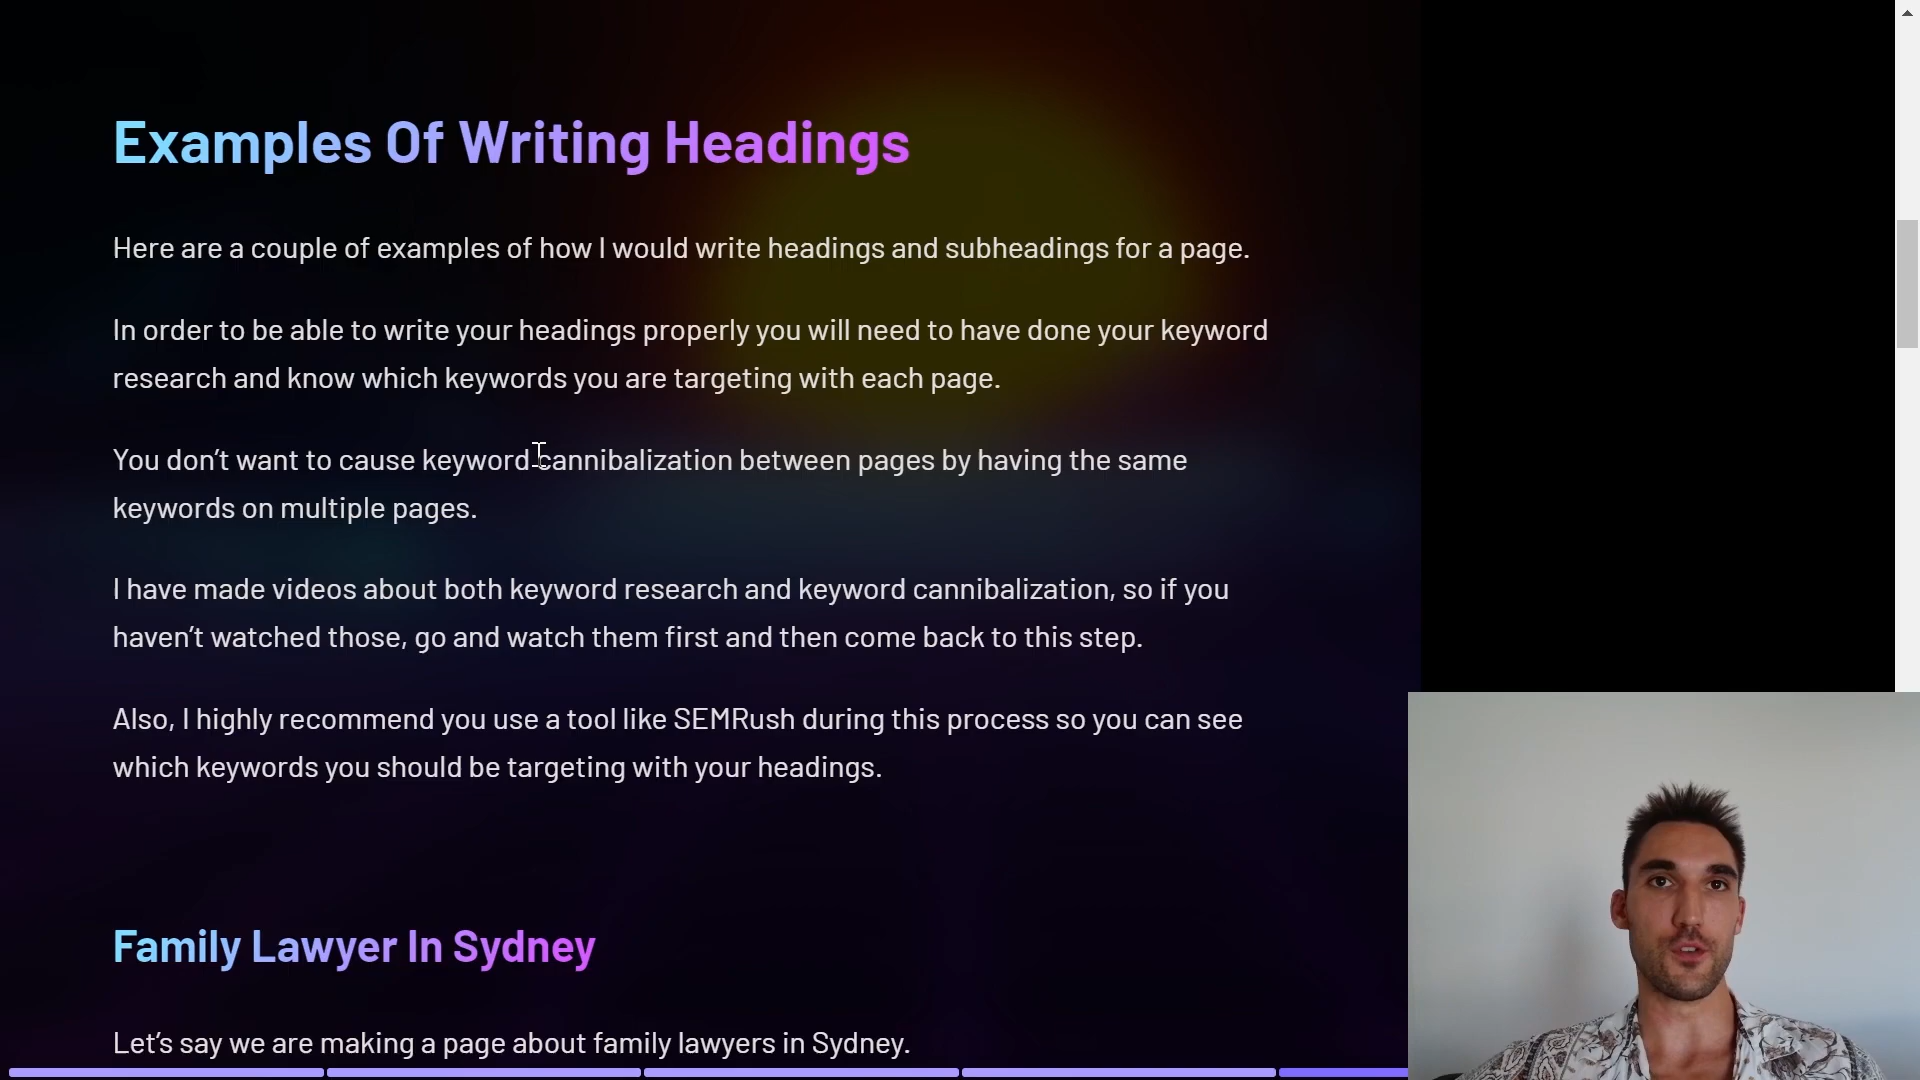 Examples Of Writing Headings
Here are a couple of examples of how I would write headings and subheadings for a page.
In order to be able to write your headings properly you will need to have done your keyword
research and know which keywords you are targeting with each page.
You don’t want to cause keyword cannibalization between pages by having the same
keywords on multiple pages.
I have made videos about both keyword research and keyword cannibalization, so if you
haven’t watched those, go and watch them first and then come back to this step.
Also, I highly recommend you use a tool like SEMRush during this process so you can see
which keywords you should be targeting with your headings.
Family Lawyer In Sydney
Let’s say we are making a page about family lawyers in Sydney.